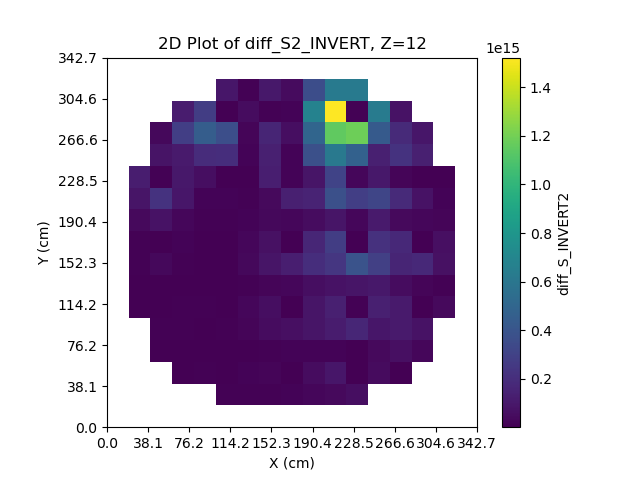 2D Plot of diff_S2_INVERT, Z=12
1e15
342.7
304.6
266.6
228.5
190.4
152.3
114.2
76.2
38.1
0.0
Y (cm)
0.0 38.1 76.2 114.2 152.3 190.4 228.5 266.6 304.6 342.7
X (cm)
1.4
1.2
1.0
0.8
0.6
0.4
0.2
diff_S_INVERT2